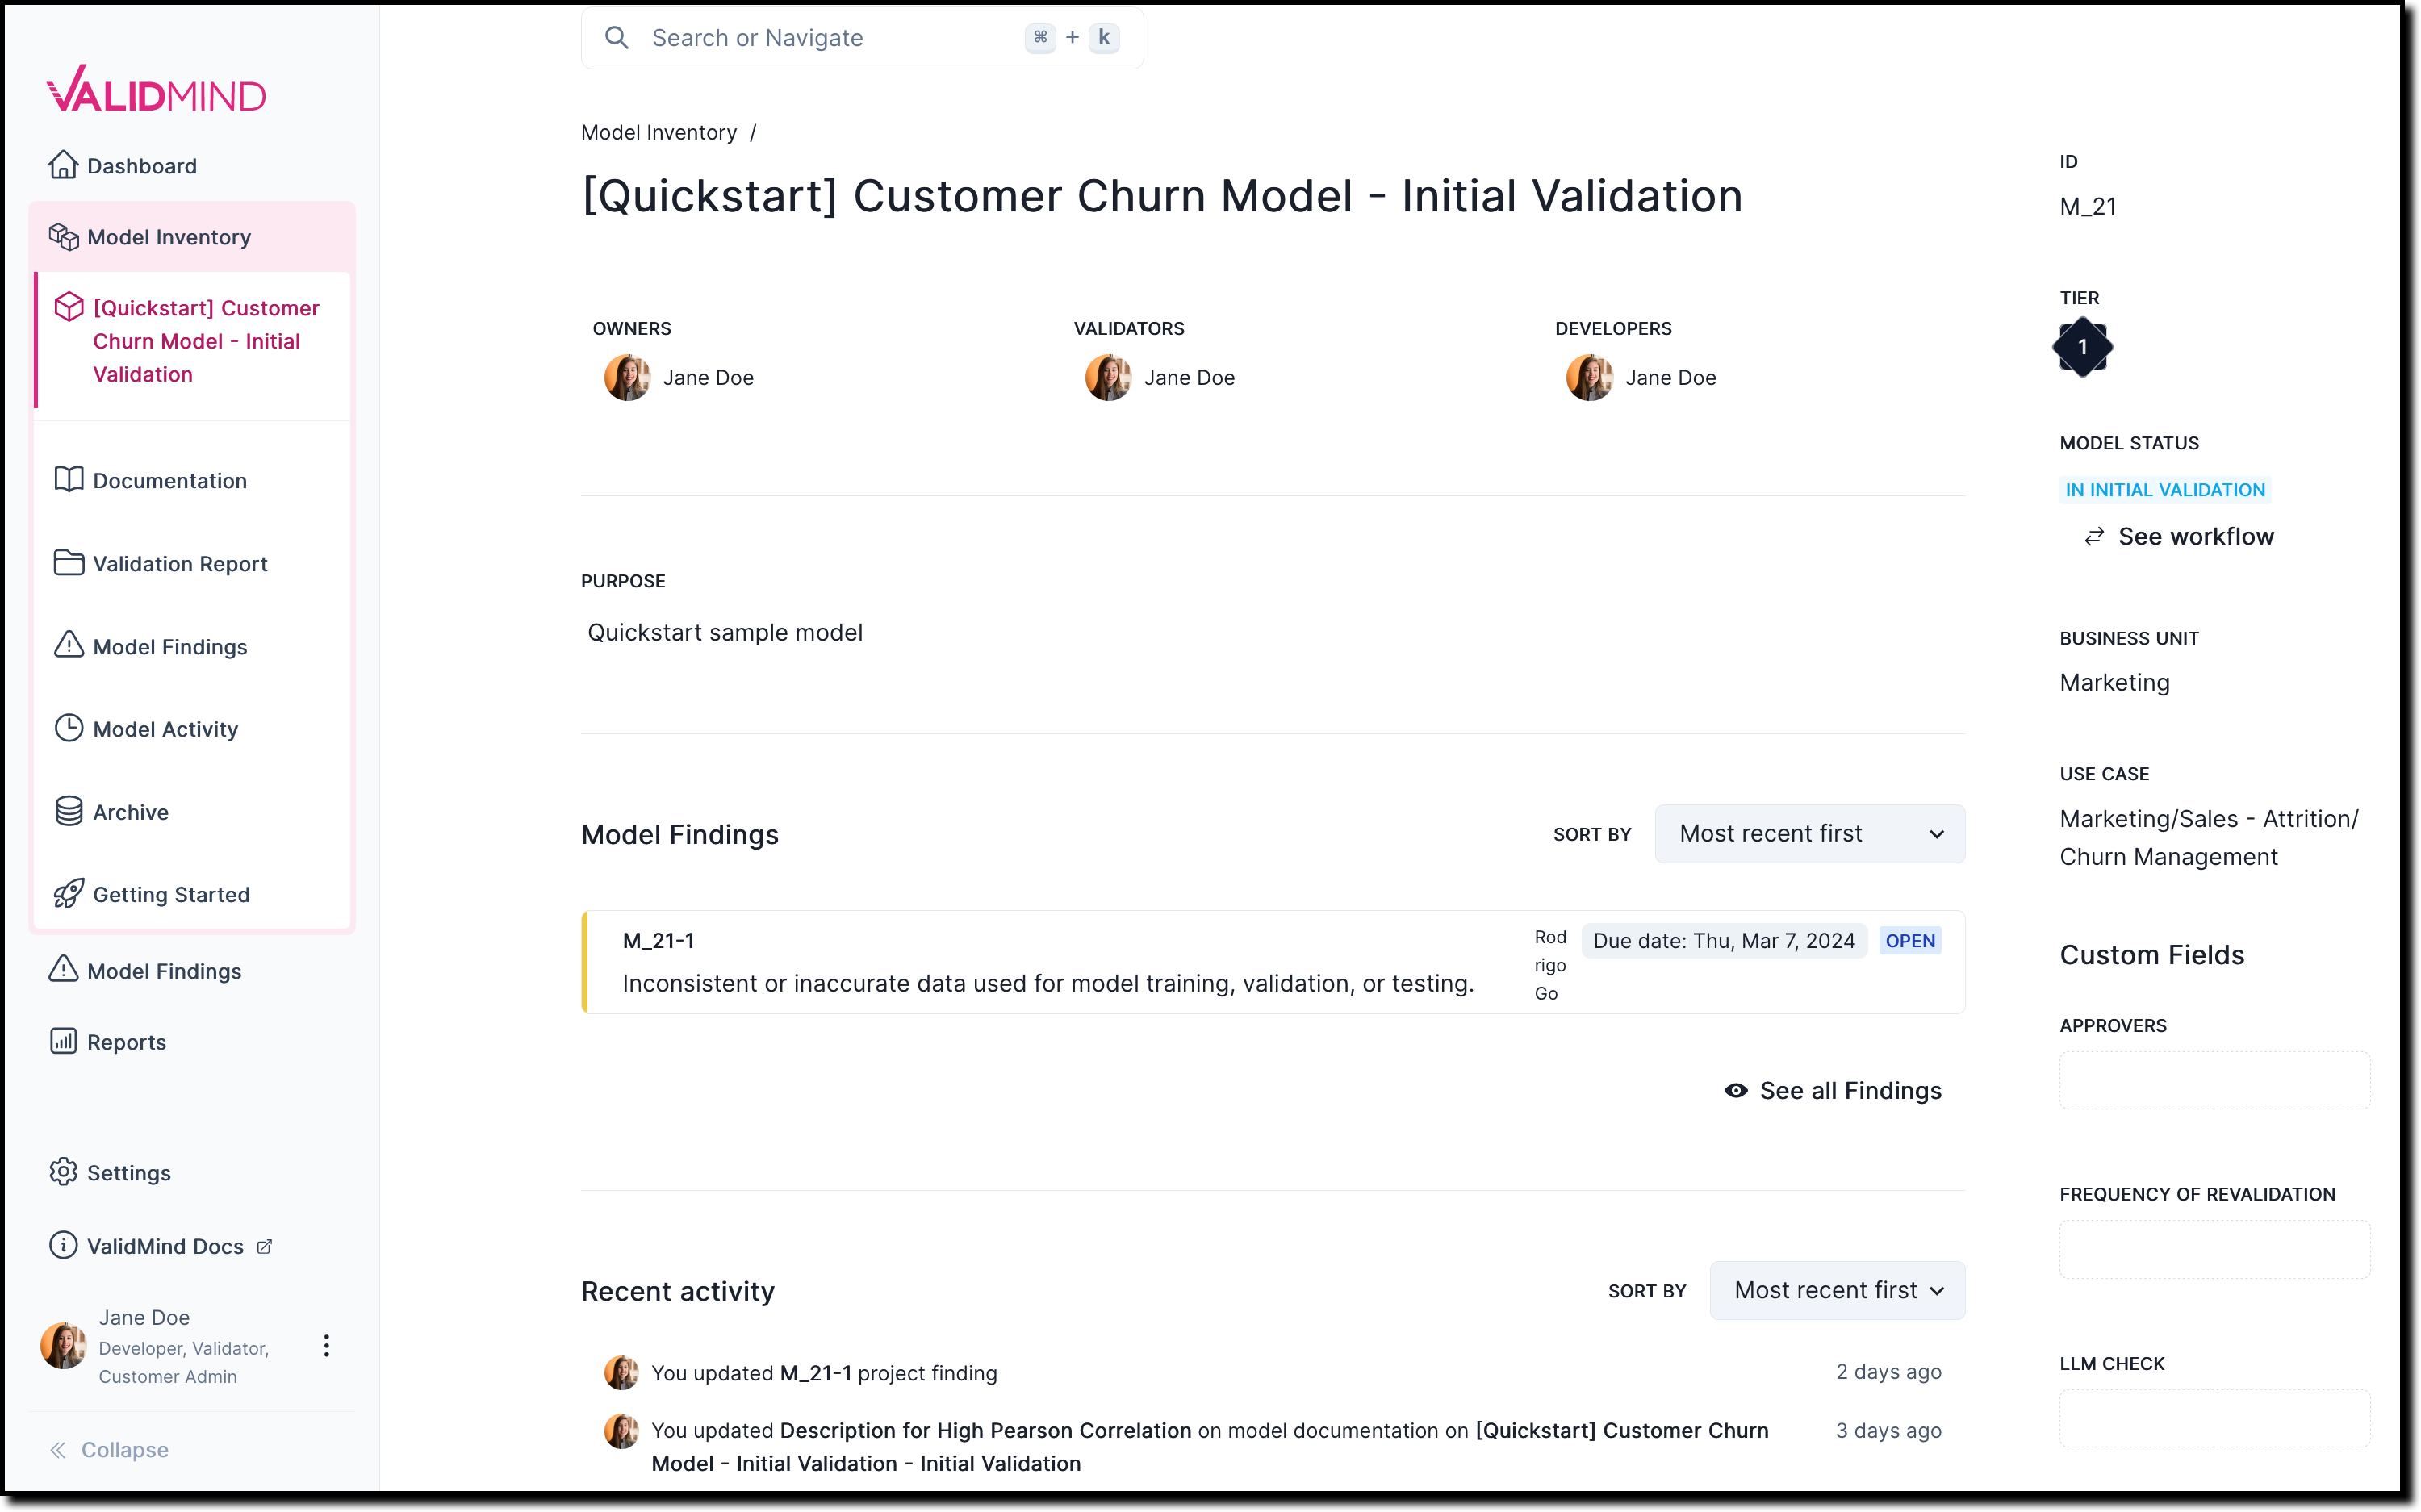 VALIDMIND
Dashboard
Model Inventory
[Quickstart] Customer
Churn Model - Initial
Validation
Documentation
Validation Report
Model Findings
Model Activity
Archive
Getting Started
Model Findings
Reports
Settings
ValidMind Docs
Jane Doe
Developer, Validator,
Customer Admin
Collapse
Search or Navigate ⌘ + k
Model Inventory /
[Quickstart] Customer Churn Model - Initial Validation
OWNERS VALIDATORS DEVELOPERS
Jane Doe Jane Doe Jane Doe
PURPOSE
Quickstart sample model
Model Findings SORT BY Most recent first
M_21-1
Inconsistent or inaccurate data used for model training, validation, or testing.
Rod
rigo
Go
Due date: Thu, Mar 7, 2024 OPEN
See all Findings
Recent activity SORT BY Most recent first
You updated M_21-1 project finding 2 days ago
You updated Description for High Pearson Correlation on model documentation on [Quickstart] Customer Churn 3 days ago
Model - Initial Validation - Initial Validation
ID
M_21
TIER
1
MODEL STATUS
IN INITIAL VALIDATION
See workflow
BUSINESS UNIT
Marketing
USE CASE
Marketing/Sales - Attrition/
Churn Management
Custom Fields
APPROVERS
FREQUENCY OF REVALIDATION
LLM CHECK